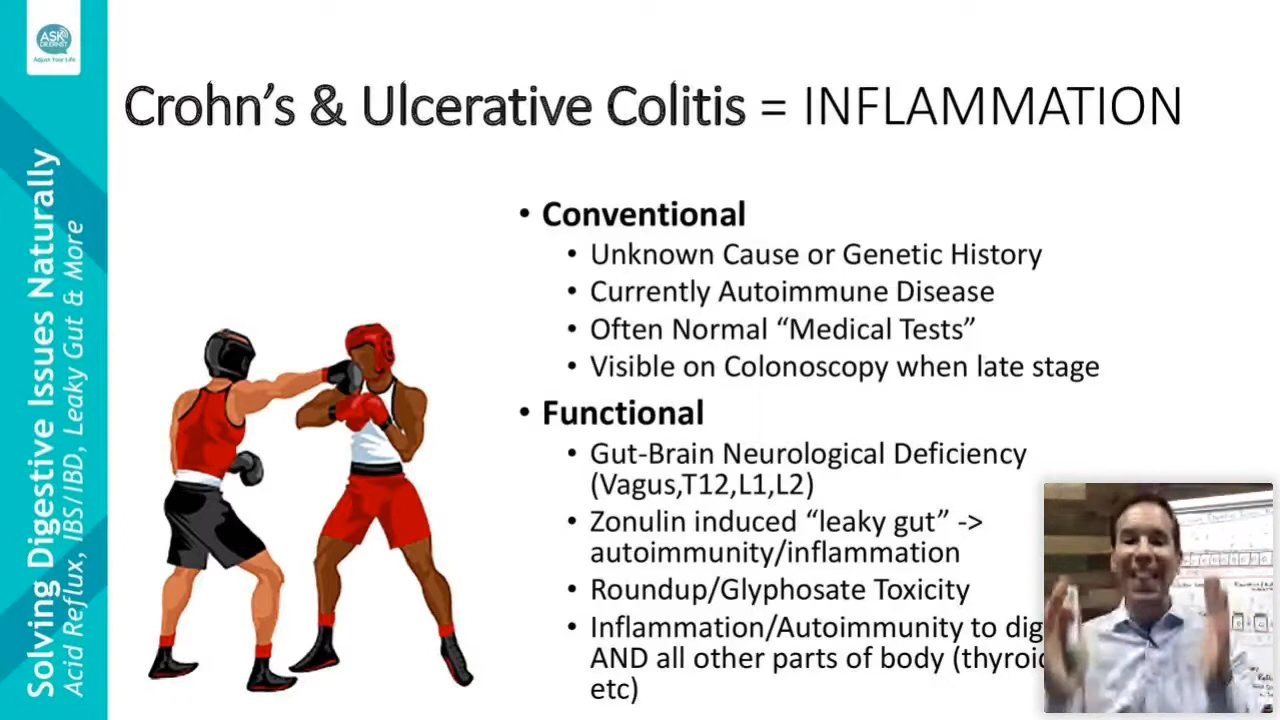 ASK
DR.ERNST
Adjust Your Life
Solving Digestive Issues Naturally
Acid Reflux, IBS/IBD, Leaky Gut & More
Crohn’s & Ulcerative Colitis = INFLAMMATION
• Conventional
• Unknown Cause or Genetic History
• Currently Autoimmune Disease
• Often Normal “Medical Tests”
• Visible on Colonoscopy when late stage
• Functional
• Gut-Brain Neurological Deficiency
(Vagus,T12,L1,L2)
• Zonulin induced “leaky gut” ->
autoimmunity/inflammation
• Roundup/Glyphosate Toxicity
• Inflammation/Autoimmunity to dig
AND all other parts of body (thyroid
etc)